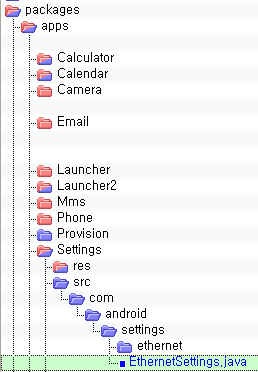 packages
apps
Calculator
Calendar
Camera
Email
Launcher
Launcher2
Mms
Phone
Provision
Settings
res
src
com
android
settings
ethernet
EthernetSettings.java